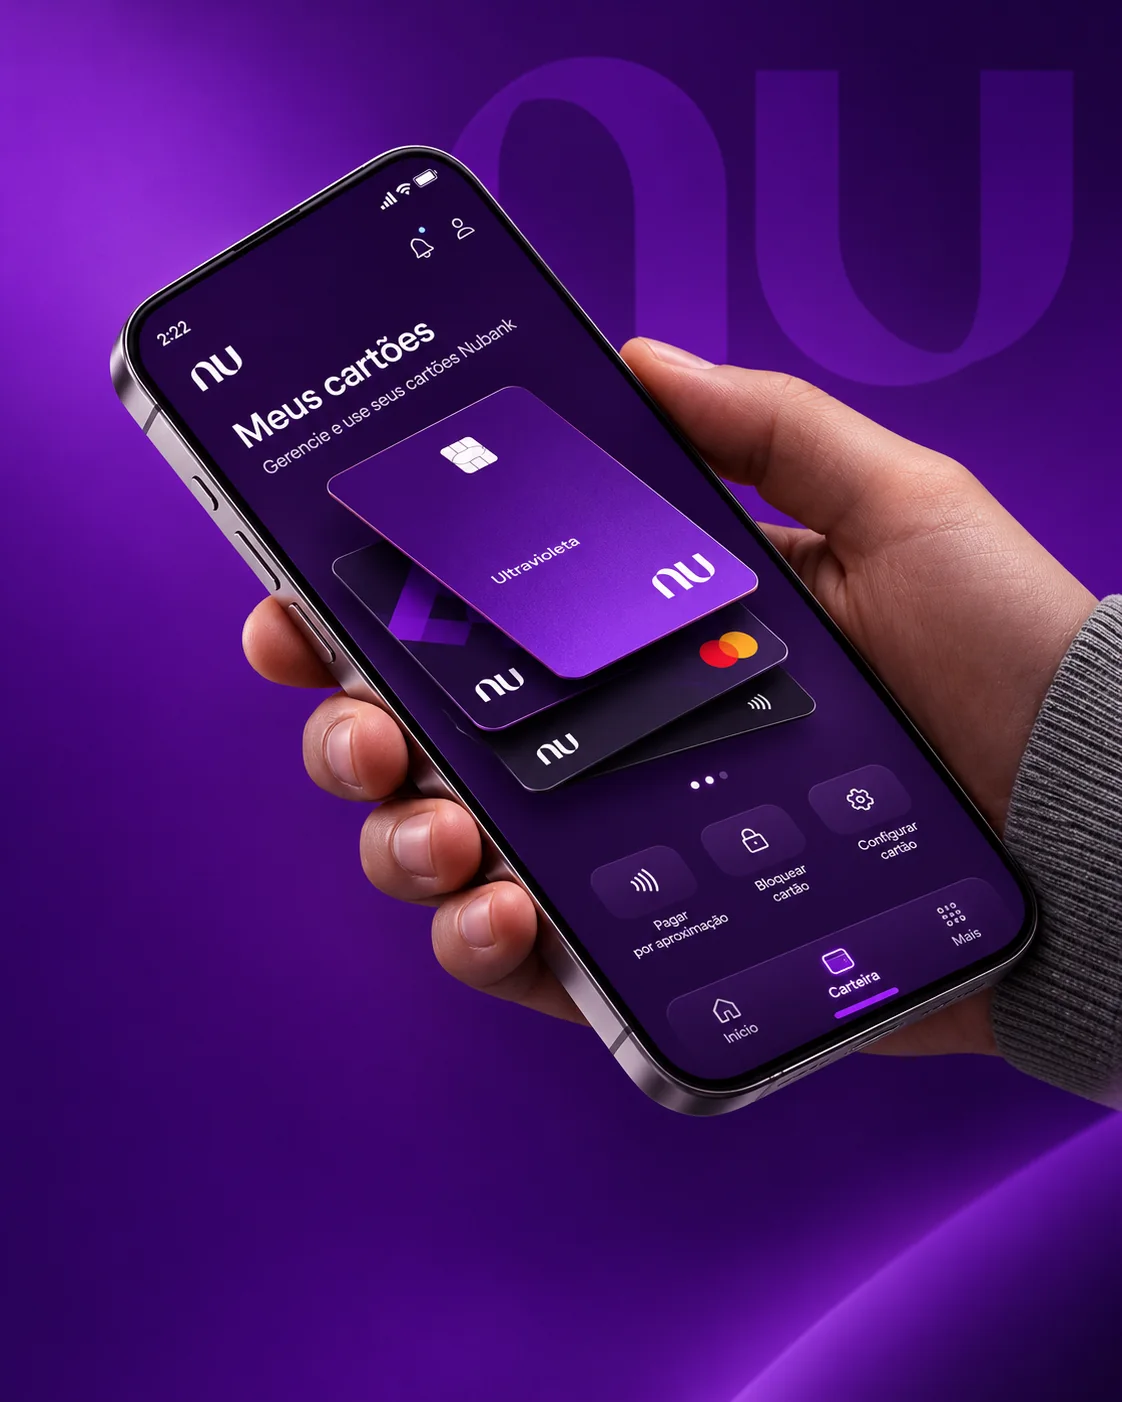 nu
2:22
nu
Meus cartões
Gerencie e use seus cartões Nubank
Ultravioleta
nu
nu
nu
Pagar
por aproximação
Bloquear
cartão
Configurar
cartão
Início
Carteira
Mais